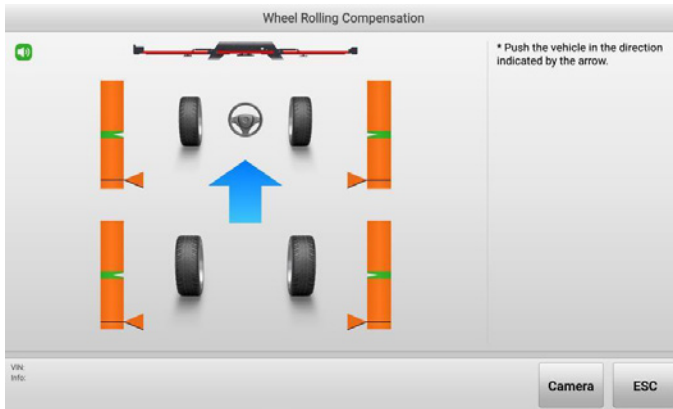 Wheel Rolling Compensation
* Push the vehicle in the direction
indicated by the arrow.
VIN:
Info:
Camera
ESC